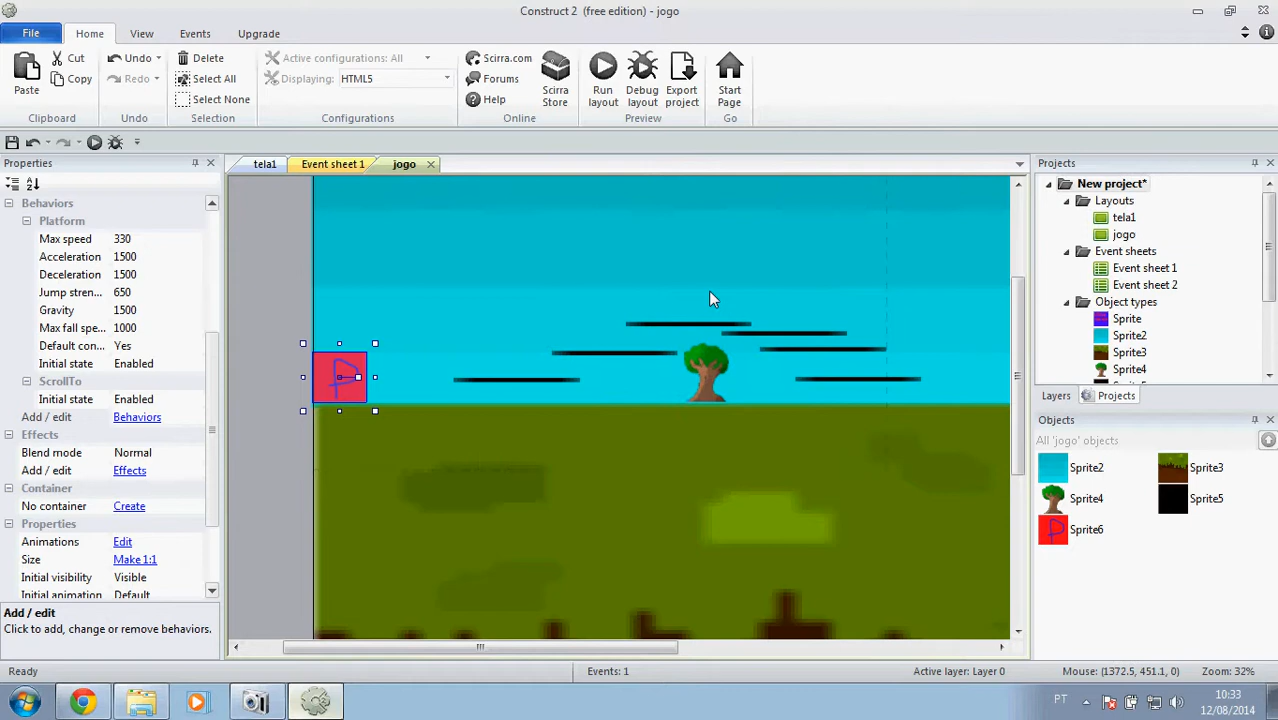 Construct 2 (free edition) - jogo
File Home View Events Upgrade
Paste Cut Copy
Undo Redo
Delete Select All Select None
Active configurations: All
Displaying: HTML5
Scirra.com Forums Help
Scirra Store
Run layout Debug layout Export project
Start Page
Clipboard Undo Selection Configurations Online Preview Go
Properties
tela1 Event sheet 1 jogo
Behaviors
Platform
Max speed 330
Acceleration 1500
Deceleration 1500
Jump stren... 650
Gravity 1500
Max fall spe... 1000
Default con... Yes
Initial state Enabled
ScrollTo
Initial state Enabled
Add / edit Behaviors
Effects
Blend mode Normal
Add / edit Effects
Container
No container Create
Properties
Animations Edit
Size Make 1:1
Initial visibility Visible
Initial animation Default
Add / edit
Click to add, change or remove behaviors.
P
Projects
New project*
Layouts
tela1
jogo
Event sheets
Event sheet 1
Event sheet 2
Object types
Sprite
Sprite2
Sprite3
Sprite4
Layers Projects
Objects
All 'jogo' objects
Sprite2 Sprite3
Sprite4 Sprite5
P Sprite6
Ready Events: 1 Active layer: Layer 0 Mouse: (1372.5, 451.1, 0) Zoom: 32%
PT 10:33
12/08/2014